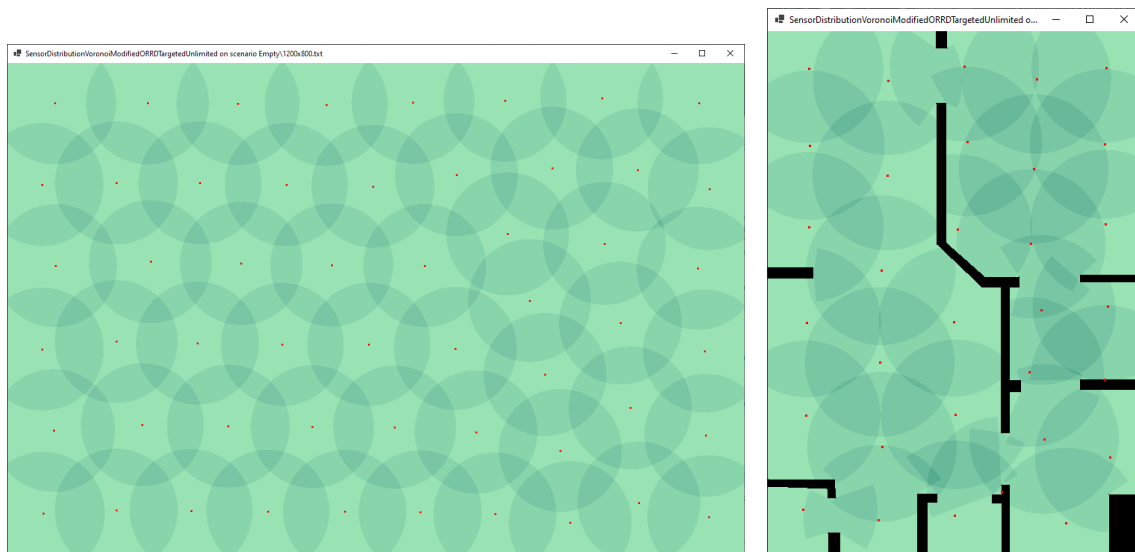 SensorDistributionVoronoiModifiedORRDTargetedUnlimited on scenario Empty\1200x800.txt
SensorDistributionVoronoiModifiedORRDTargetedUnlimited o...